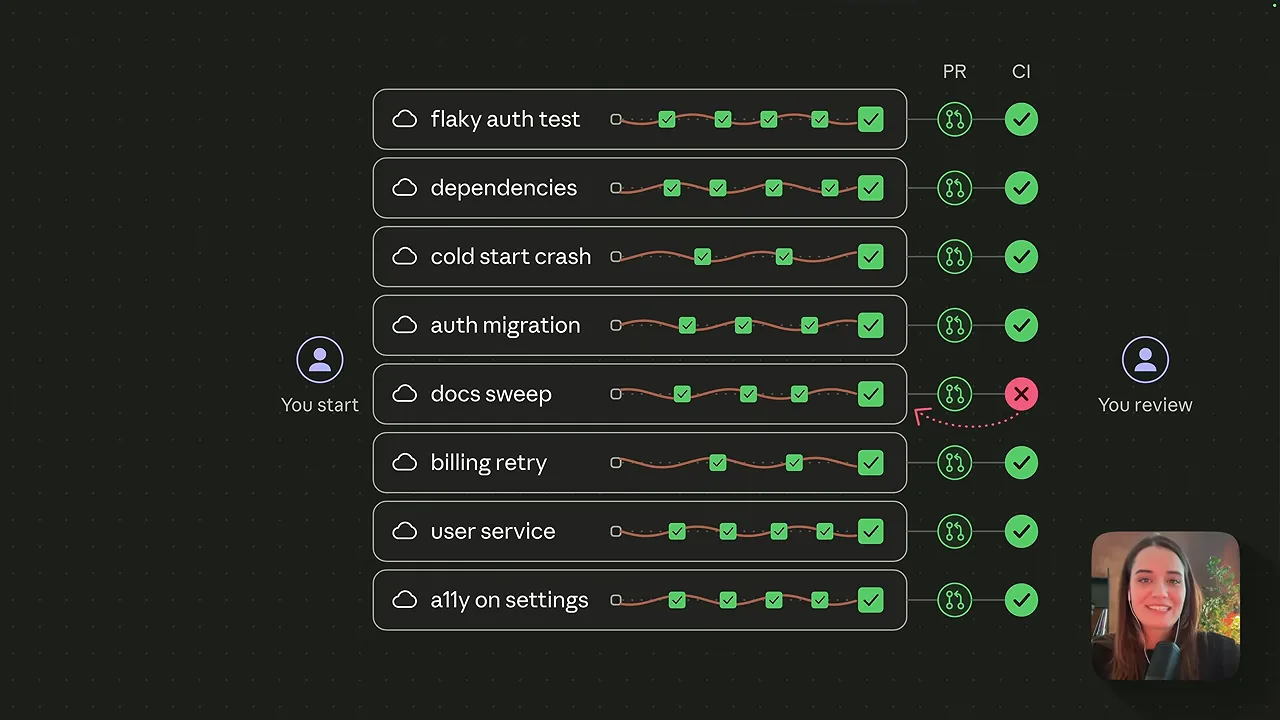 PR CI
flaky auth test
dependencies
cold start crash
auth migration
docs sweep
billing retry
user service
a11y on settings
You start
You review